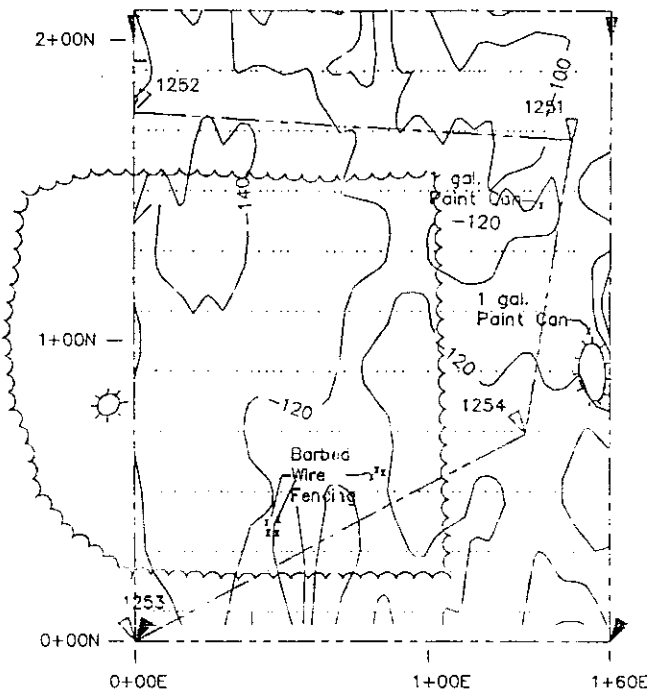 2+00N
1252
-100
1251
1 gal.
Paint Can
-140
-120
1 gal.
Paint Can
1+00N
-120
1254
-120
Barbed
Wire
Fencing
1253
0+00N
0+00E
1+00E
1+60E